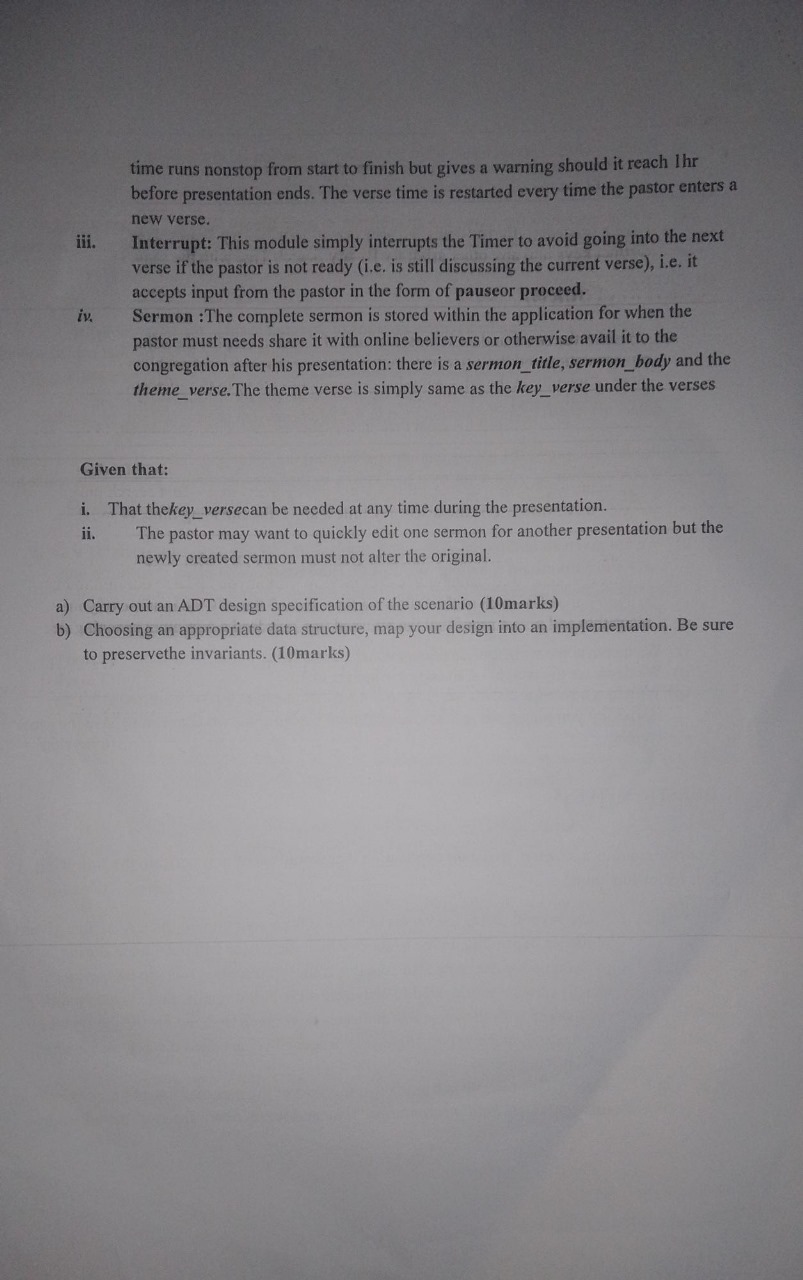 time runs nonstop from start to finish but gives a warning should it reach 1hr
before presentation ends. The verse time is restarted every time the pastor enters a
new verse.
iii. Interrupt: This module simply interrupts the Timer to avoid going into the next
verse if the pastor is not ready (i.e. is still discussing the current verse), i.e. it
accepts input from the pastor in the form of pauseor proceed.
iv. Sermon :The complete sermon is stored within the application for when the
pastor must needs share it with online believers or otherwise avail it to the
congregation after his presentation: there is a sermon_title, sermon_body and the
theme_verse.The theme verse is simply same as the key_verse under the verses
Given that:
i. That thekey_versecan be needed at any time during the presentation.
ii. The pastor may want to quickly edit one sermon for another presentation but the
newly created sermon must not alter the original.
a) Carry out an ADT design specification of the scenario (10marks)
b) Choosing an appropriate data structure, map your design into an implementation. Be sure
to preservethe invariants. (10marks)